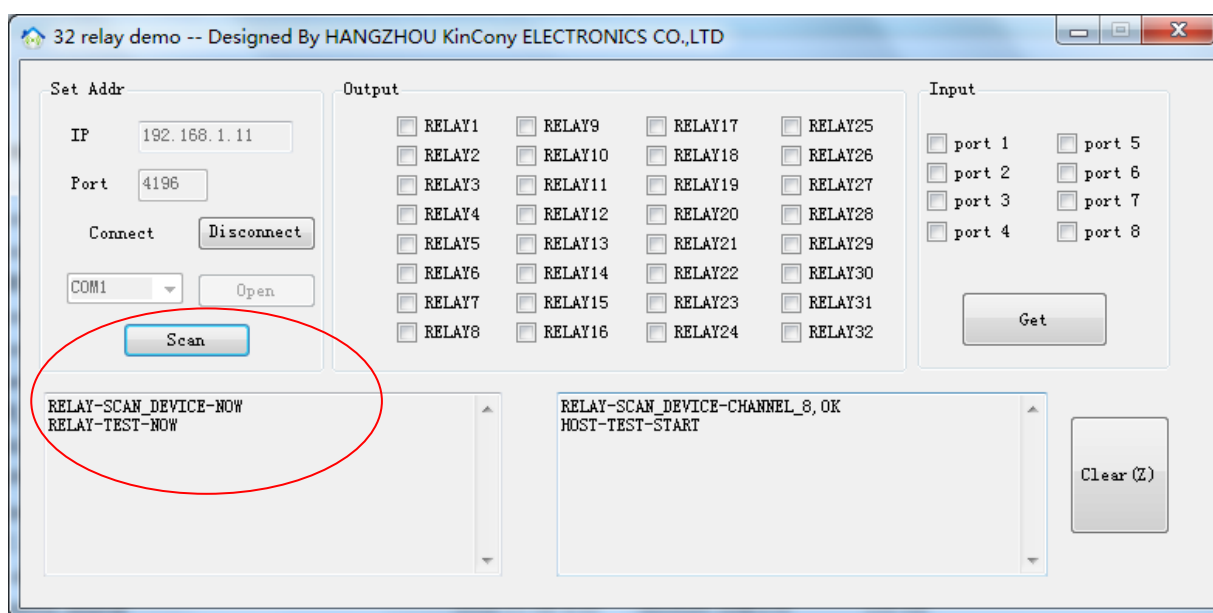 32 relay demo -- Designed By HANGZHOU KinCony ELECTRONICS CO.,LTD
Set Addr
IP 192.168.1.11
Port 4196
Connect Disconnect
COM1 Open
Scan
Output
RELAY1 RELAY9 RELAY17 RELAY25
RELAY2 RELAY10 RELAY18 RELAY26
RELAY3 RELAY11 RELAY19 RELAY27
RELAY4 RELAY12 RELAY20 RELAY28
RELAY5 RELAY13 RELAY21 RELAY29
RELAY6 RELAY14 RELAY22 RELAY30
RELAY7 RELAY15 RELAY23 RELAY31
RELAY8 RELAY16 RELAY24 RELAY32
Input
port 1 port 5
port 2 port 6
port 3 port 7
port 4 port 8
Get
RELAY-SCAN_DEVICE-NOW
RELAY-TEST-NOW
RELAY-SCAN_DEVICE-CHANNEL_8,OK
HOST-TEST-START
Clear(Z)